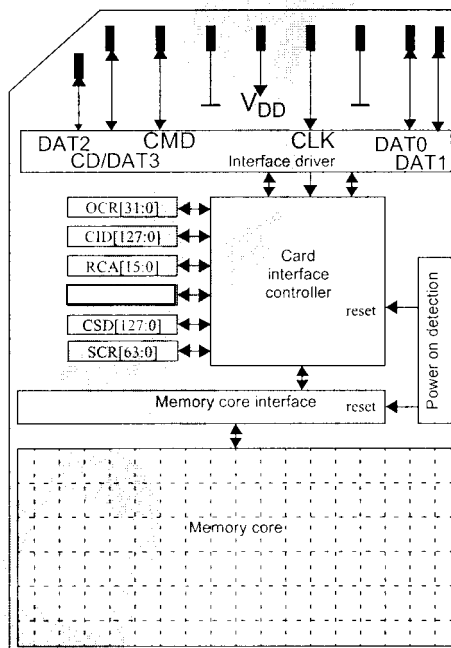 VDD
DAT2
CMD
CLK
DAT0
CD/DAT3
Interface driver
DAT1
OCR[31:0]
CID[127:0]
RCA[15:0]
CSD[127:0]
SCR[63:0]
Card
interface
controller
reset
Power on detection
Memory core interface
reset
Memory core